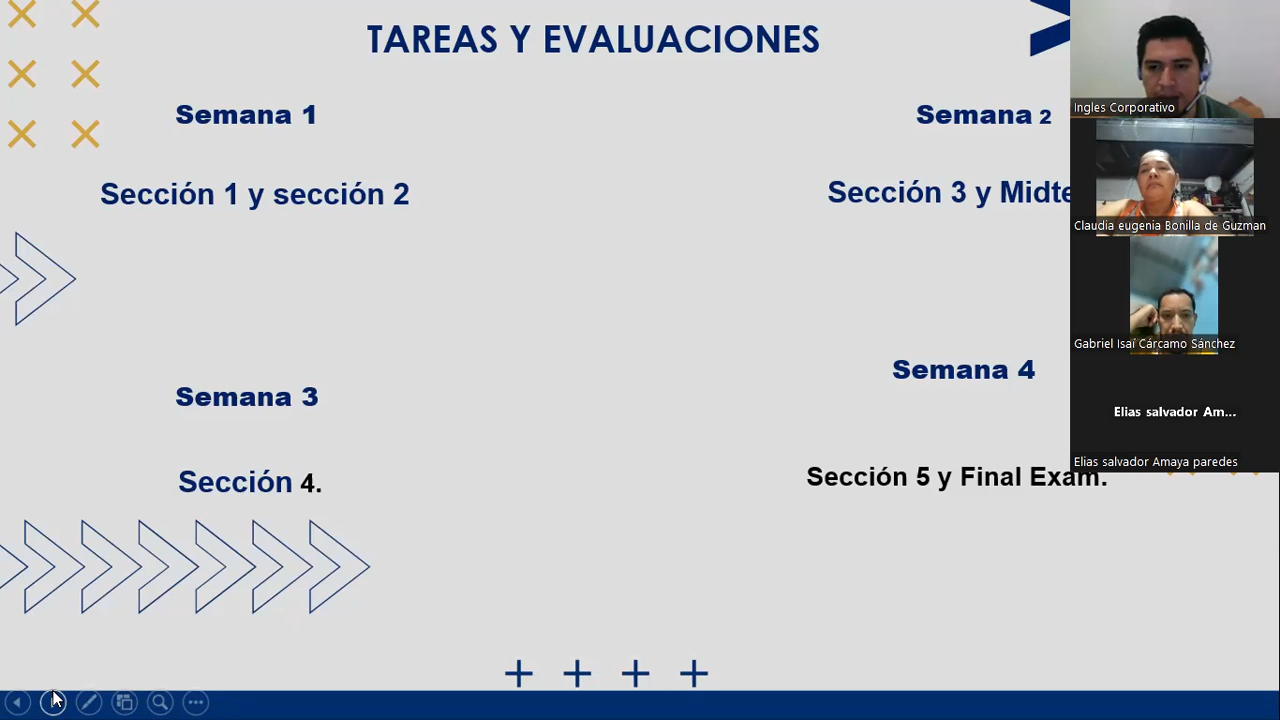 TAREAS Y EVALUACIONES
Semana 1
Semana 2
Sección 1 y sección 2
Sección 3 y Midte
Semana 3
Semana 4
Sección 4.
Sección 5 y Final Exam.
Ingles Corporativo
Claudia eugenia Bonilla de Guzman
Gabriel Isaí Cárcamo Sánchez
Elias salvador Am...
Elias salvador Amaya paredes